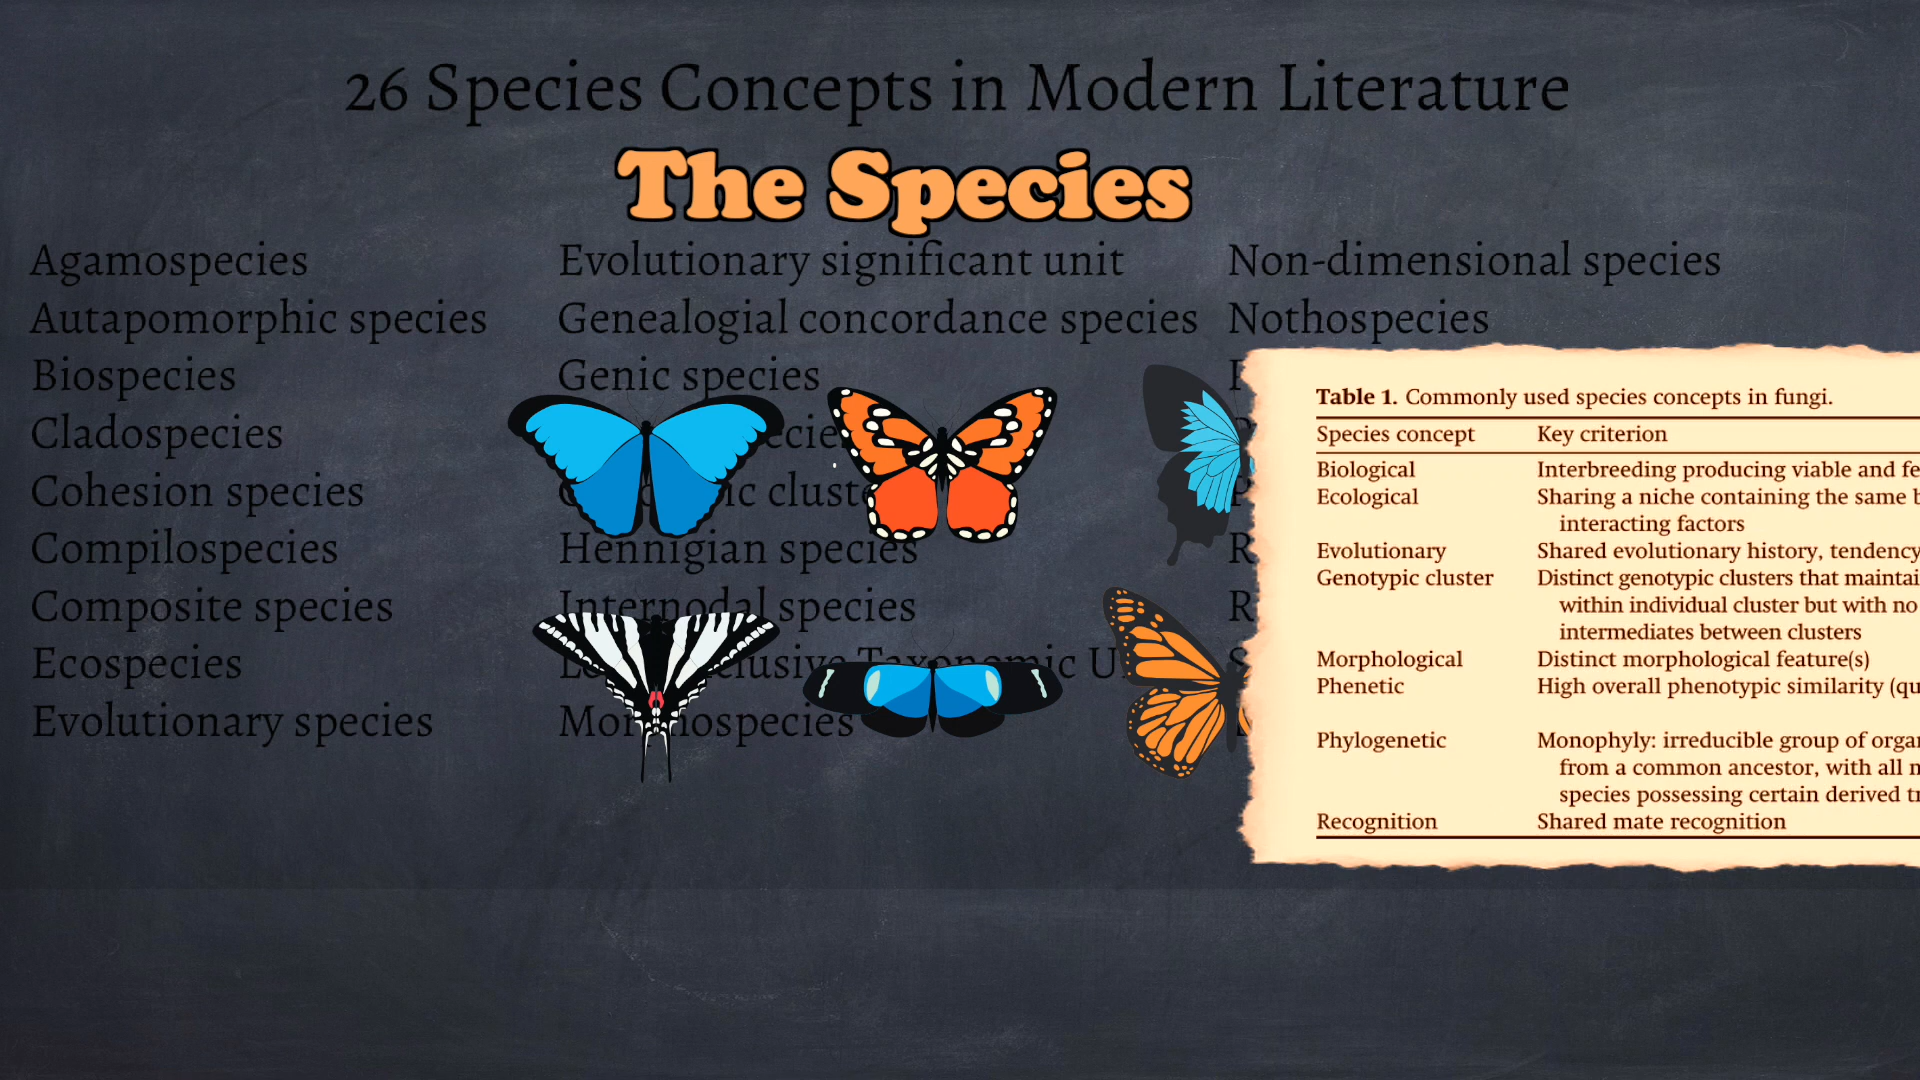 26 Species Concepts in Modern Literature
The Species
Agamospecies
Autapomorphic species
Biospecies
Cladospecies
Cohesion species
Compilospecies
Composite species
Ecospecies
Evolutionary species
Evolutionary significant unit
Genealogial concordance species
Genic species
Hennigian species
Internodal species
Taxonomic
Non-dimensional species
Nothospecies
Table 1. Commonly used species concepts in fungi.
Species concept Key criterion
Biological Interbreeding producing viable and
Ecological Sharing a niche containing the same
interacting factors
Evolutionary Shared evolutionary history, tendency
Genotypic cluster Distinct genotypic clusters that
within individual cluster but with no
intermediates between clusters
Morphological Distinct morphological feature(s)
Phenetic High overall phenotypic similarity
Phylogenetic Monophyly: irreducible group of
from a common ancestor, with all
species possessing certain derived
Recognition Shared mate recognition